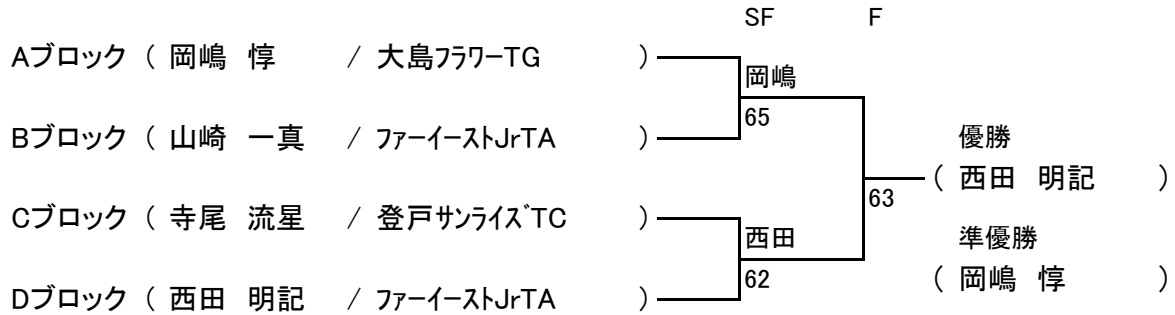 SF F
Aブロック ( 岡嶋 惇 / 大島フラワーTG )
岡嶋
65
Bブロック ( 山崎 一真 / ファーイーストJrTA )
優勝
( 西田 明記 )
63
Cブロック ( 寺尾 流星 / 登戸サンライズTC )
西田
準優勝
62
( 岡嶋 惇 )
Dブロック ( 西田 明記 / ファーイーストJrTA )